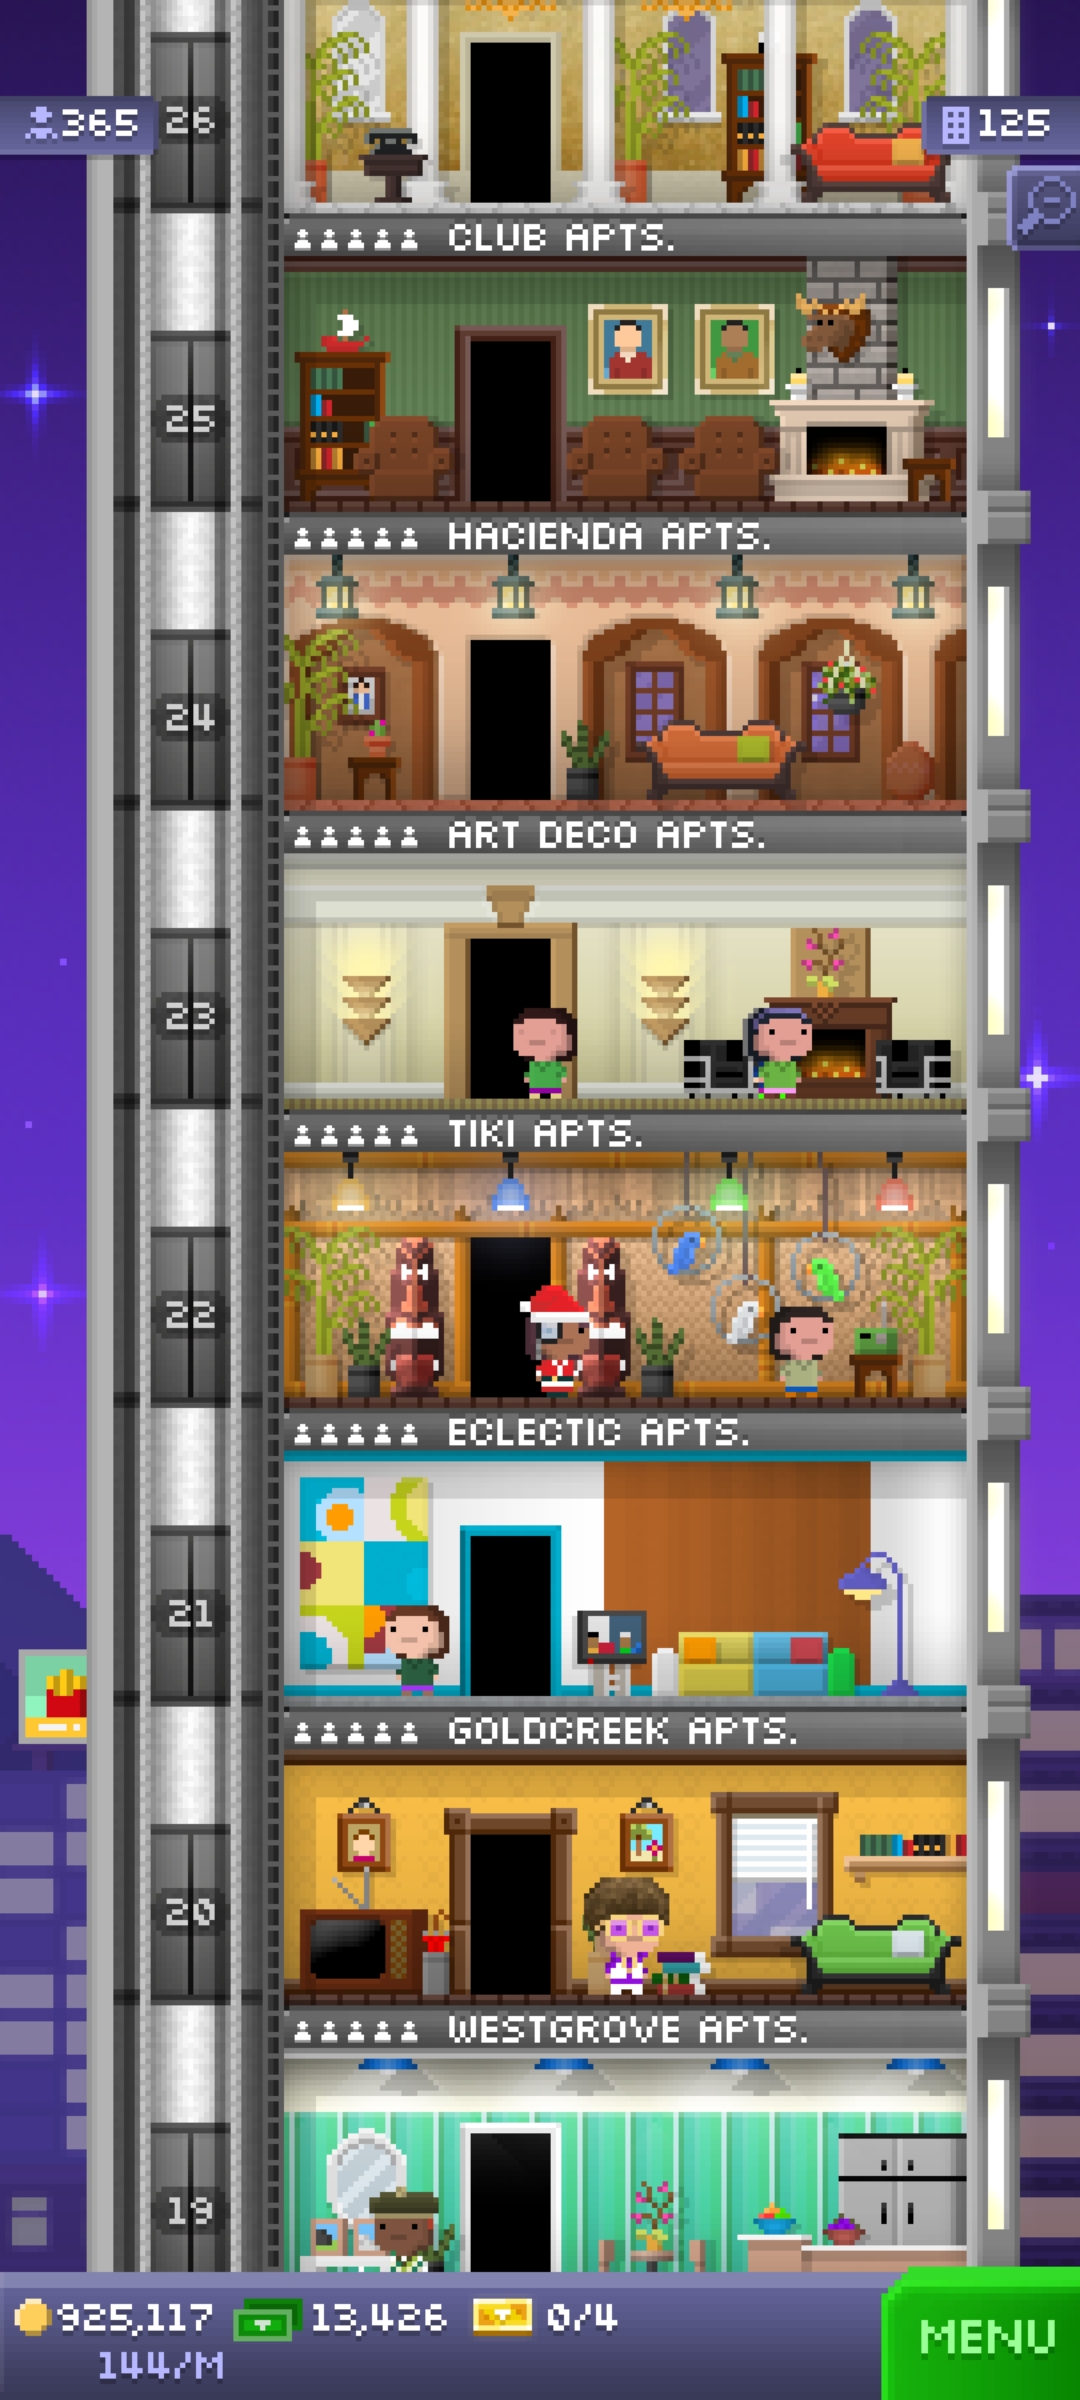 365
26
125
CLUB APTS.
25
HACIENDA APTS.
24
ART DECO APTS.
23
TIKI APTS.
22
ECLECTIC APTS.
21
GOLDCREEK APTS.
20
WESTGROVE APTS.
19
925,117 13,426 0/4
144/M
MENU